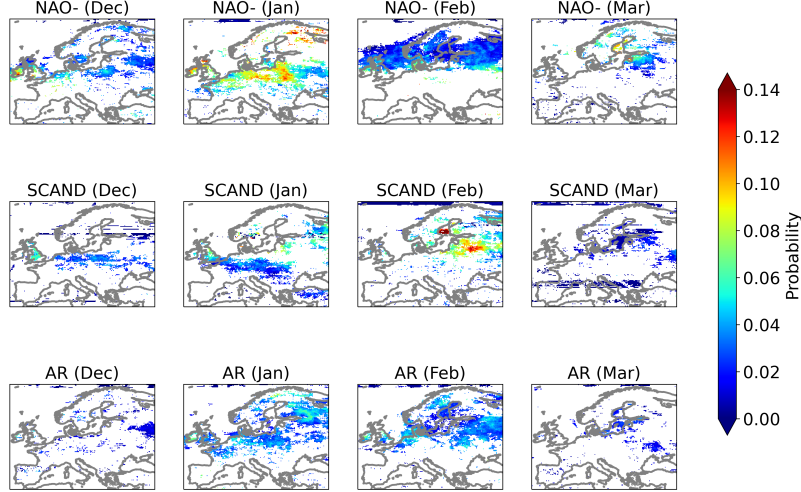 NAO- (Dec) NAO- (Jan) NAO- (Feb) NAO- (Mar)
SCAND (Dec) SCAND (Jan) SCAND (Feb) SCAND (Mar)
AR (Dec) AR (Jan) AR (Feb) AR (Mar)
0.14
0.12
0.10
0.08
0.06
0.04
0.02
0.00
Probability